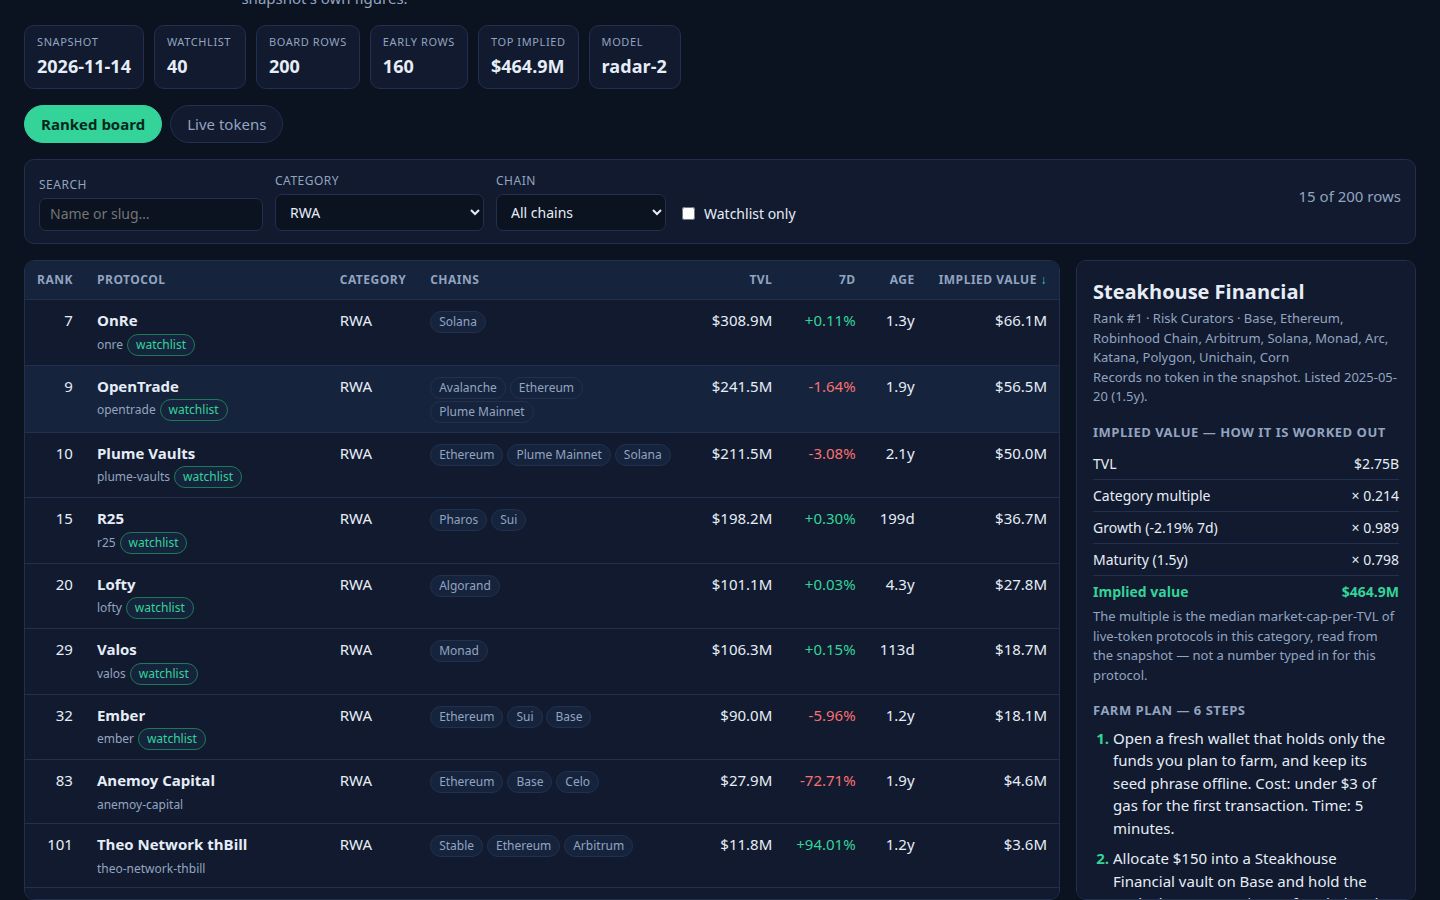 snapshot's own figures.
SNAPSHOT
2026-11-14
WATCHLIST
40
BOARD ROWS
200
EARLY ROWS
160
TOP IMPLIED
$464.9M
MODEL
radar-2
Ranked board
Live tokens
SEARCH
Name or slug...
CATEGORY
RWA
CHAIN
All chains
Watchlist only
15 of 200 rows
RANK PROTOCOL CATEGORY CHAINS TVL 7D AGE IMPLIED VALUE ↓
7 OnRe RWA Solana $308.9M +0.11% 1.3y $66.1M
onre watchlist
9 OpenTrade RWA Avalanche Ethereum $241.5M -1.64% 1.9y $56.5M
opentrade watchlist Plume Mainnet
10 Plume Vaults RWA Ethereum Plume Mainnet Solana $211.5M -3.08% 2.1y $50.0M
plume-vaults watchlist
15 R25 RWA Pharos Sui $198.2M +0.30% 199d $36.7M
r25 watchlist
20 Lofty RWA Algorand $101.1M +0.03% 4.3y $27.8M
lofty watchlist
29 Valos RWA Monad $106.3M +0.15% 113d $18.7M
valos watchlist
32 Ember RWA Ethereum Sui Base $90.0M -5.96% 1.2y $18.1M
ember watchlist
83 Anemoy Capital RWA Ethereum Base Celo $27.9M -72.71% 1.9y $4.6M
anemoy-capital
101 Theo Network thBill RWA Stable Ethereum Arbitrum $11.8M +94.01% 1.2y $3.6M
theo-network-thbill
Steakhouse Financial
Rank #1 · Risk Curators · Base, Ethereum,
Robinhood Chain, Arbitrum, Solana, Monad, Arc,
Katana, Polygon, Unichain, Corn
Records no token in the snapshot. Listed 2025-05-
20 (1.5y).
IMPLIED VALUE — HOW IT IS WORKED OUT
TVL $2.75B
Category multiple × 0.214
Growth (-2.19% 7d) × 0.989
Maturity (1.5y) × 0.798
Implied value $464.9M
The multiple is the median market-cap-per-TVL of
live-token protocols in this category, read from
the snapshot — not a number typed in for this
protocol.
FARM PLAN — 6 STEPS
1. Open a fresh wallet that holds only the
funds you plan to farm, and keep its
seed phrase offline. Cost: under $3 of
gas for the first transaction. Time: 5
minutes.
2. Allocate $150 into a Steakhouse
Financial vault on Base and hold the